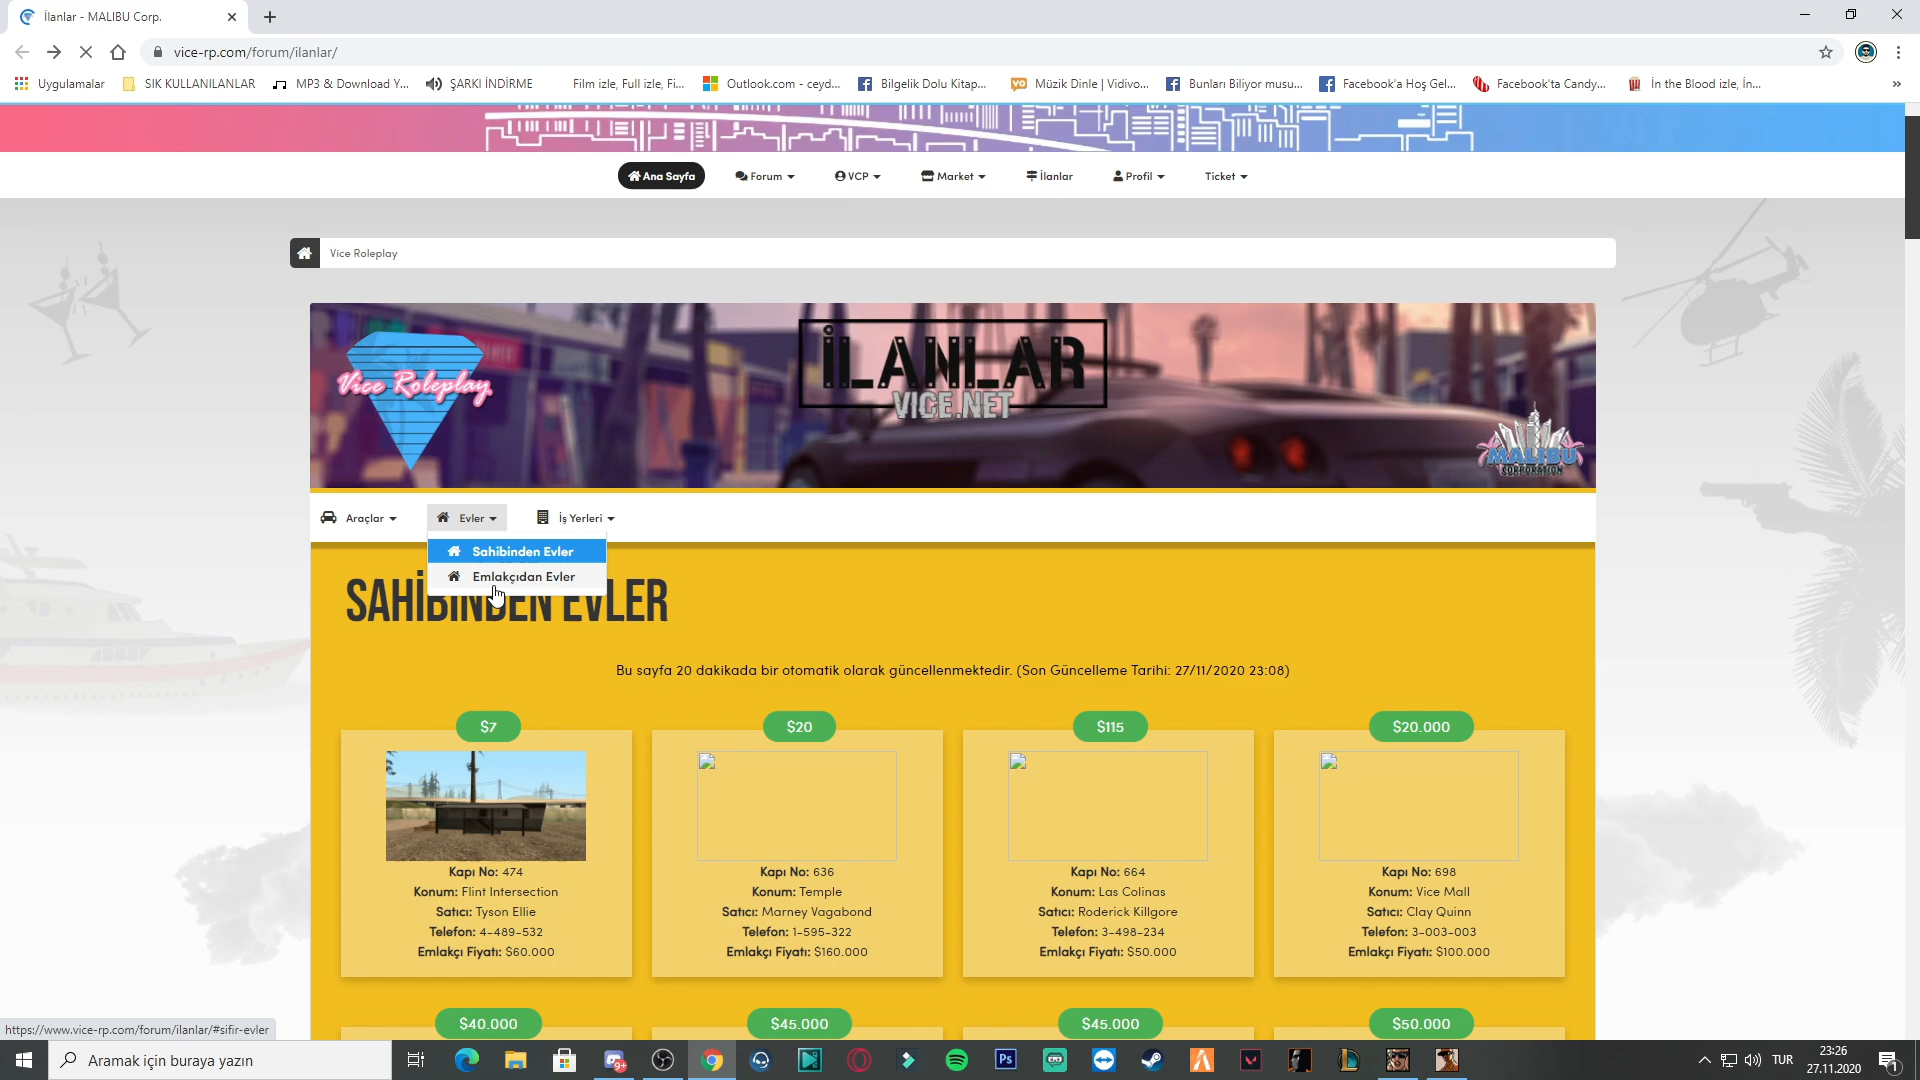 İlanlar - MALIBU Corp.
vice-rp.com/forum/ilanlar/
Uygulamalar
SIK KULLANILANLAR
MP3 & Download Y...
ŞARKI İNDİRME
Film izle, Full izle, Fi...
Outlook.com - ceyd...
Bilgelik Dolu Kitap...
Müzik Dinle | Vidivo...
Bunları Biliyor musu...
Facebook'a Hoş Gel...
Facebook'ta Candy...
İn the Blood izle, İn...
Ana Sayfa
Forum
VCP
Market
İlanlar
Profil
Ticket
Vice Roleplay
Vice Roleplay
İLANLAR
VICE.NET
MALIBU
CORPORATION
Araçlar
Evler
İş Yerleri
Sahibinden Evler
Emlakçıdan Evler
SAHİBİNDEN EVLER
Bu sayfa 20 dakikada bir otomatik olarak güncellenmektedir. (Son Güncelleme Tarihi: 27/11/2020 23:08)
$7
Kapı No: 474
Konum: Flint Intersection
Satıcı: Tyson Ellie
Telefon: 4-489-532
Emlakçı Fiyatı: $60.000
$20
Kapı No: 636
Konum: Temple
Satıcı: Marney Vagabond
Telefon: 1-595-322
Emlakçı Fiyatı: $160.000
$115
Kapı No: 664
Konum: Las Colinas
Satıcı: Roderick Killgore
Telefon: 3-498-234
Emlakçı Fiyatı: $50.000
$20.000
Kapı No: 698
Konum: Vice Mall
Satıcı: Clay Quinn
Telefon: 3-003-003
Emlakçı Fiyatı: $100.000
$40.000
$45.000
$45.000
$50.000
https://www.vice-rp.com/forum/ilanlar/#sifir-evler
Aramak için buraya yazın
9+
Ps
TUR
23:26
27.11.2020
1